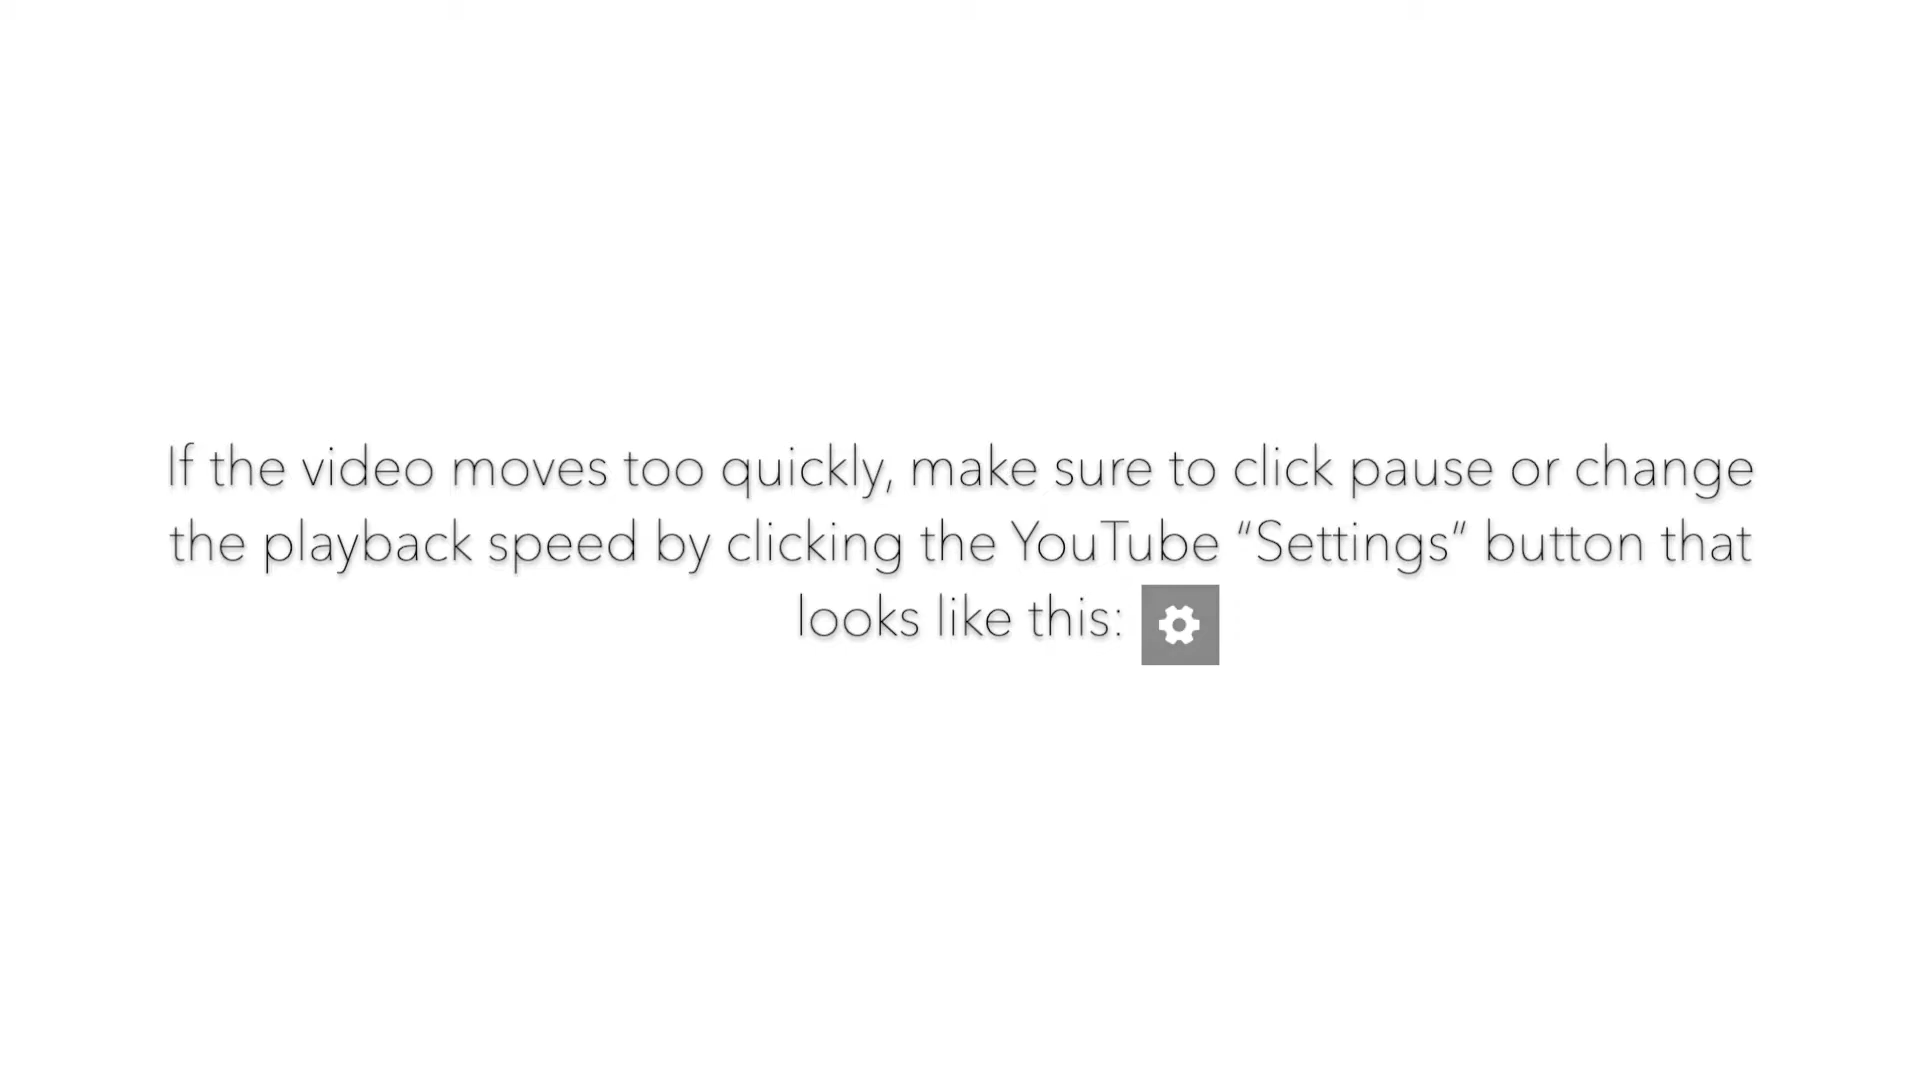 If the video moves too quickly, make sure to click pause or change
the playback speed by clicking the YouTube “Settings” button that
looks like this: